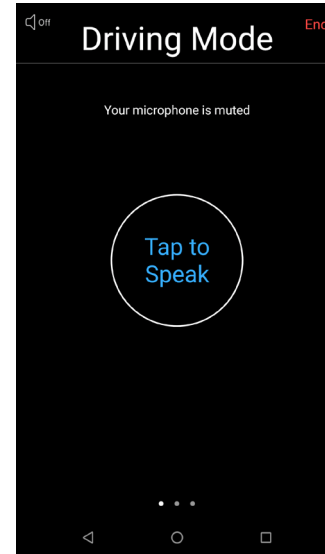 Off
Driving Mode
End
Your microphone is muted
Tap to
Speak